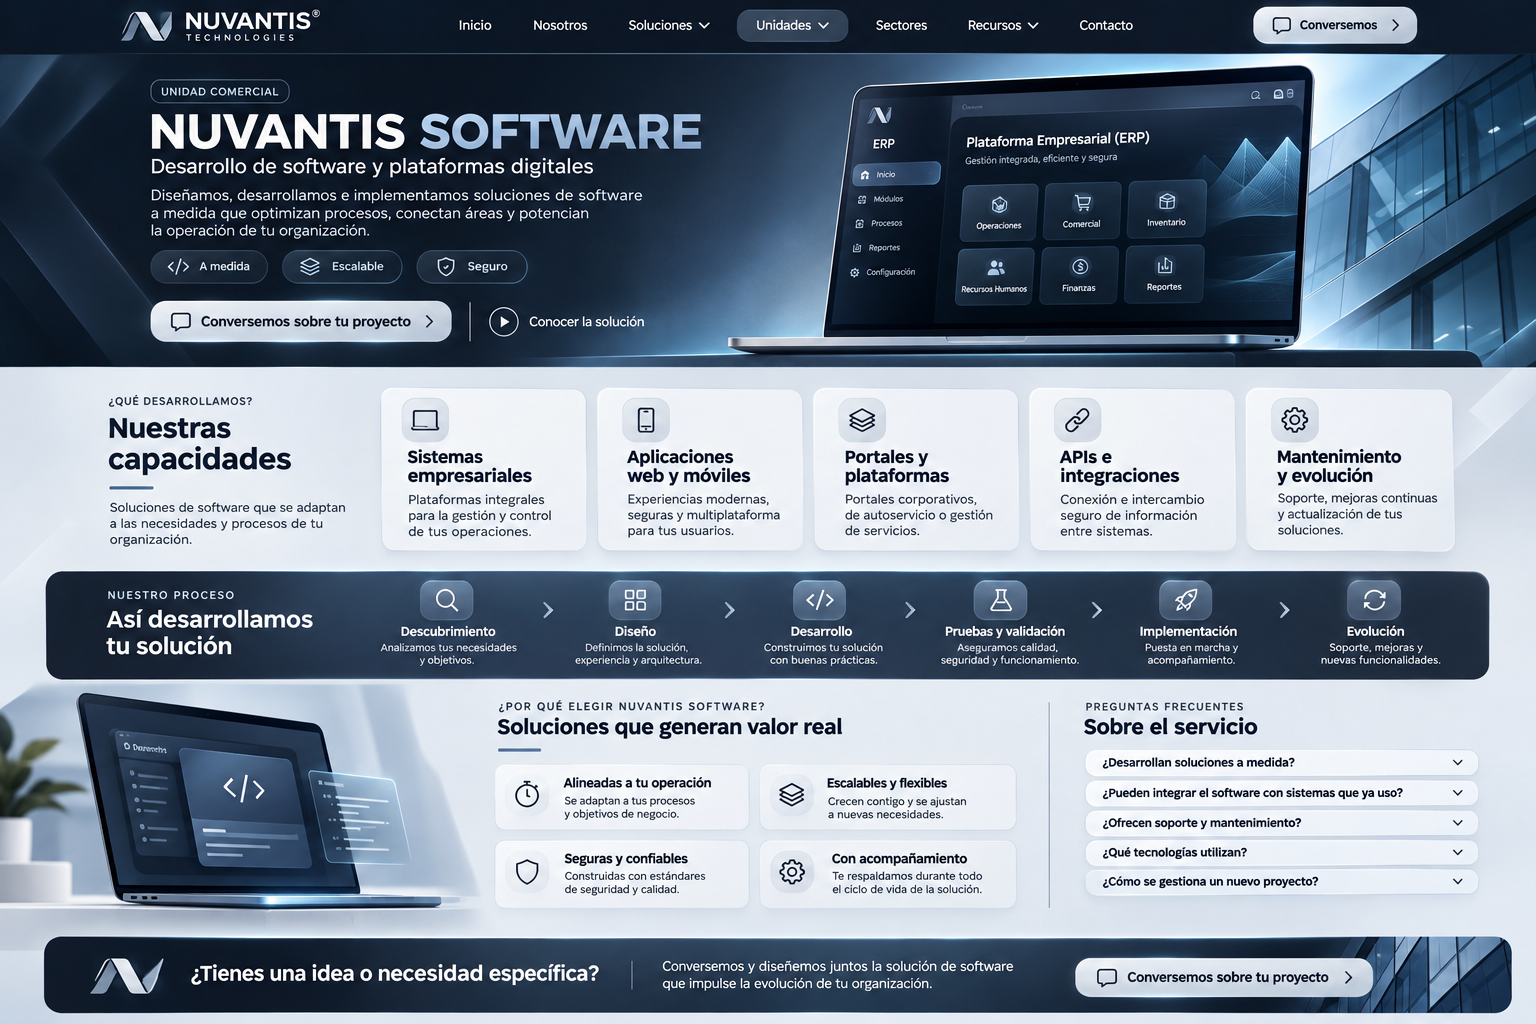 NUVANTIS®
TECHNOLOGIES
Inicio
Nosotros
Soluciones
Unidades
Sectores
Recursos
Contacto
Conversemos
UNIDAD COMERCIAL
NUVANTIS SOFTWARE
Desarrollo de software y plataformas digitales
Diseñamos, desarrollamos e implementamos soluciones de software
a medida que optimizan procesos, conectan áreas y potencian
la operación de tu organización.
</> A medida
Escalable
Seguro
Conversemos sobre tu proyecto
Conocer la solución
ERP
Inicio
Módulos
Procesos
Reportes
Configuración
Plataforma Empresarial (ERP)
Gestión integrada, eficiente y segura
Operaciones
Comercial
Inventario
Recursos Humanos
Finanzas
Reportes
¿QUÉ DESARROLLAMOS?
Nuestras
capacidades
Soluciones de software que se adaptan
a las necesidades y procesos de tu
organización.
Sistemas
empresariales
Plataformas integrales
para la gestión y control
de tus operaciones.
Aplicaciones
web y móviles
Experiencias modernas,
seguras y multiplataforma
para tus usuarios.
Portales y
plataformas
Portales corporativos,
de autoservicio o gestión
de servicios.
APIs e
integraciones
Conexión e intercambio
seguro de información
entre sistemas.
Mantenimiento
y evolución
Soporte, mejoras continuas
y actualización de tus
soluciones.
NUESTRO PROCESO
Así desarrollamos
tu solución
Descubrimiento
Analizamos tus necesidades
y objetivos.
Diseño
Definimos la solución,
experiencia y arquitectura.
</>
Desarrollo
Construimos tu solución
con buenas prácticas.
Pruebas y validación
Aseguramos calidad,
seguridad y funcionamiento.
Implementación
Puesta en marcha y
acompañamiento.
Evolución
Soporte, mejoras y
nuevas funcionalidades.
</>
¿POR QUÉ ELEGIR NUVANTIS SOFTWARE?
Soluciones que generan valor real
Alineadas a tu operación
Se adaptan a tus procesos
y objetivos de negocio.
Escalables y flexibles
Crecen contigo y se ajustan
a nuevas necesidades.
Seguras y confiables
Construidas con estándares
de seguridad y calidad.
Con acompañamiento
Te respaldamos durante todo
el ciclo de vida de la solución.
PREGUNTAS FRECUENTES
Sobre el servicio
¿Desarrollan soluciones a medida?
¿Pueden integrar el software con sistemas que ya uso?
¿Ofrecen soporte y mantenimiento?
¿Qué tecnologías utilizan?
¿Cómo se gestiona un nuevo proyecto?
¿Tienes una idea o necesidad específica?
Conversemos y diseñemos juntos la solución de software
que impulse la evolución de tu organización.
Conversemos sobre tu proyecto